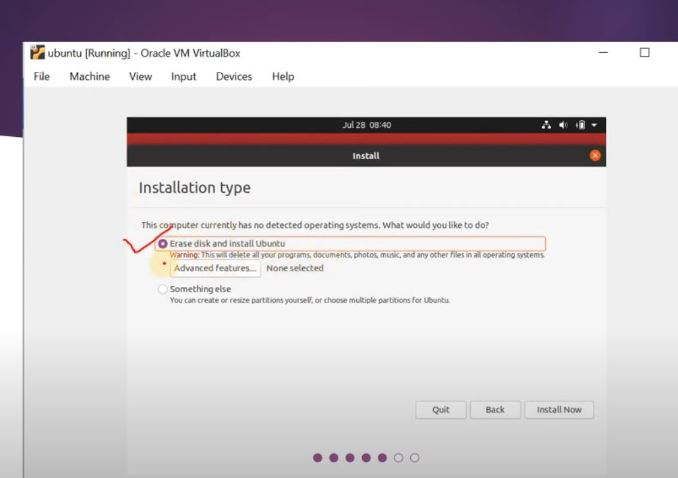 ubuntu [Running] - Oracle VM VirtualBox
File Machine View Input Devices Help
Jul 28 08:40
Install
Installation type
This computer currently has no detected operating systems. What would you like to do?
Erase disk and install Ubuntu
Warning: This will delete all your programs, documents, photos, music, and any other files in all operating systems.
Advanced features... None selected
Something else
You can create or resize partitions yourself, or choose multiple partitions for Ubuntu.
Quit Back Install Now